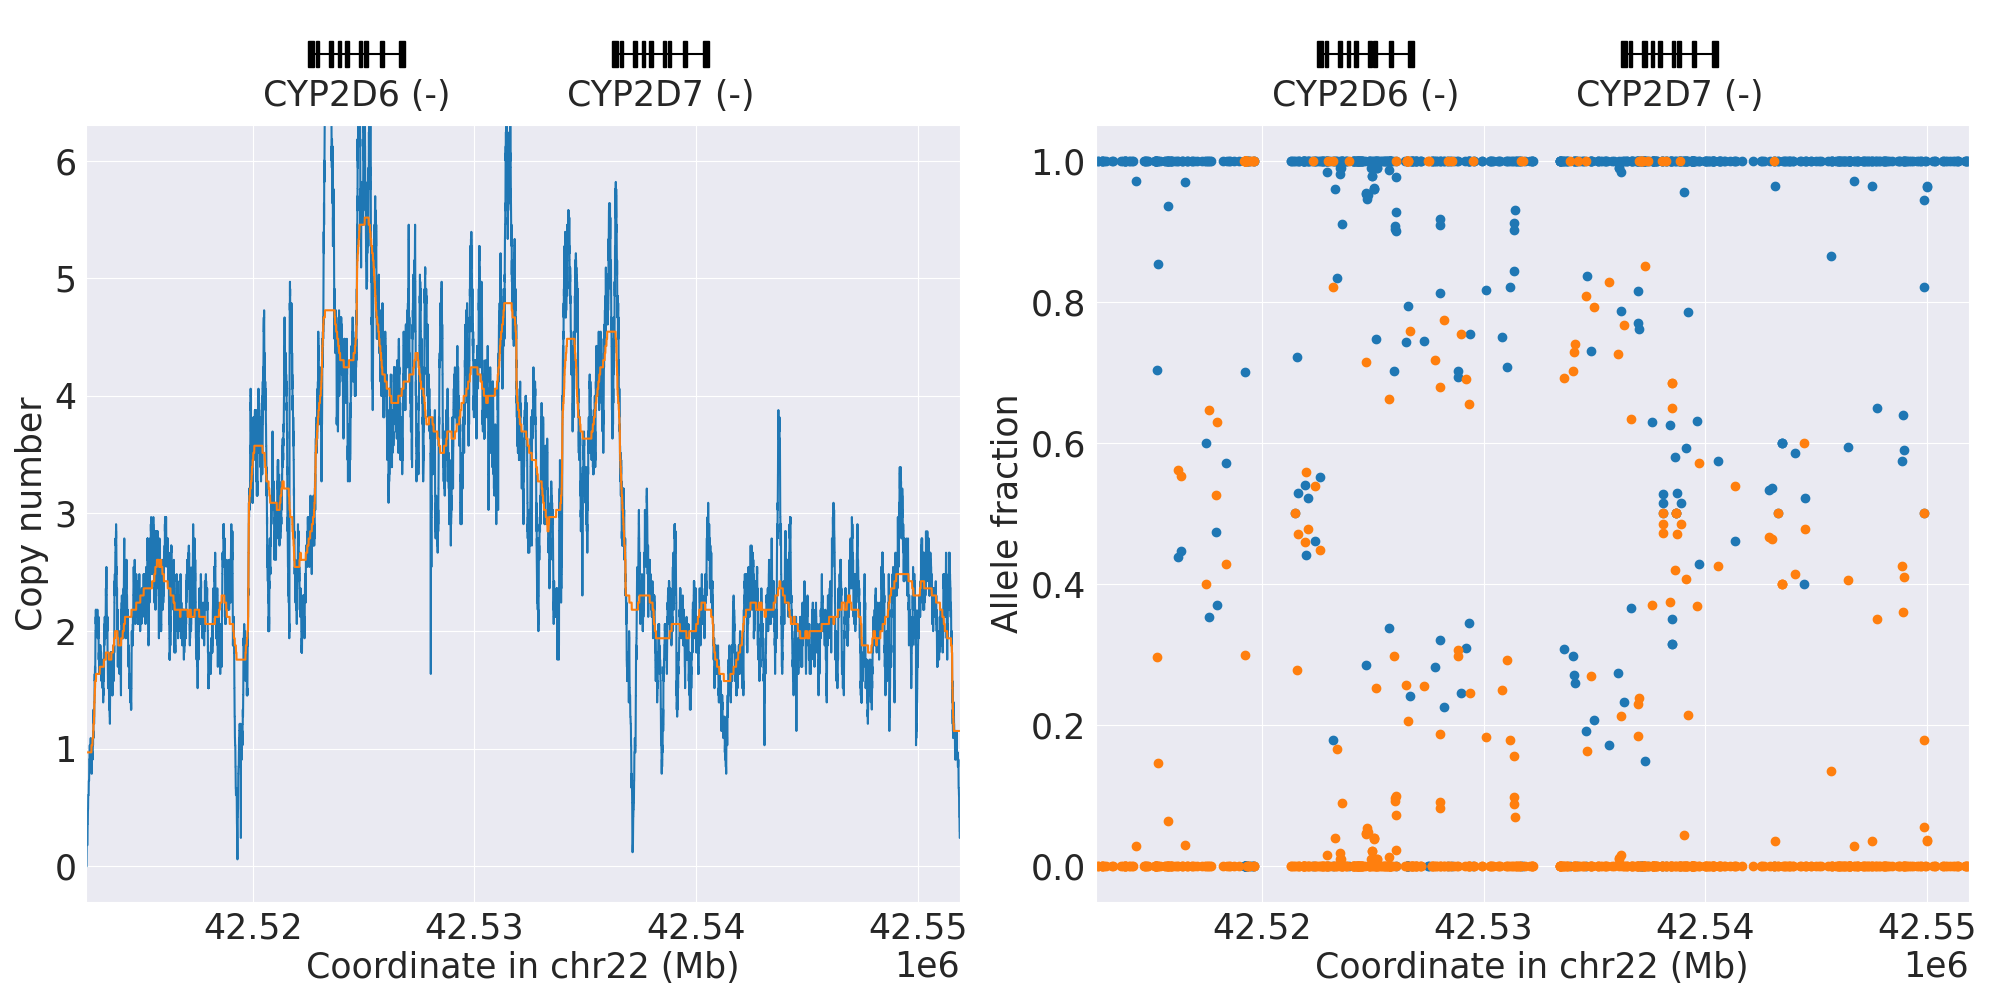 CYP2D6 (-) CYP2D7 (-)
6
5
4
3
2
1
0
Copy number
42.52 42.53 42.54 42.55
Coordinate in chr22 (Mb) 1e6
CYP2D6 (-) CYP2D7 (-)
1.0
0.8
0.6
0.4
0.2
0.0
Allele fraction
42.52 42.53 42.54 42.55
Coordinate in chr22 (Mb) 1e6